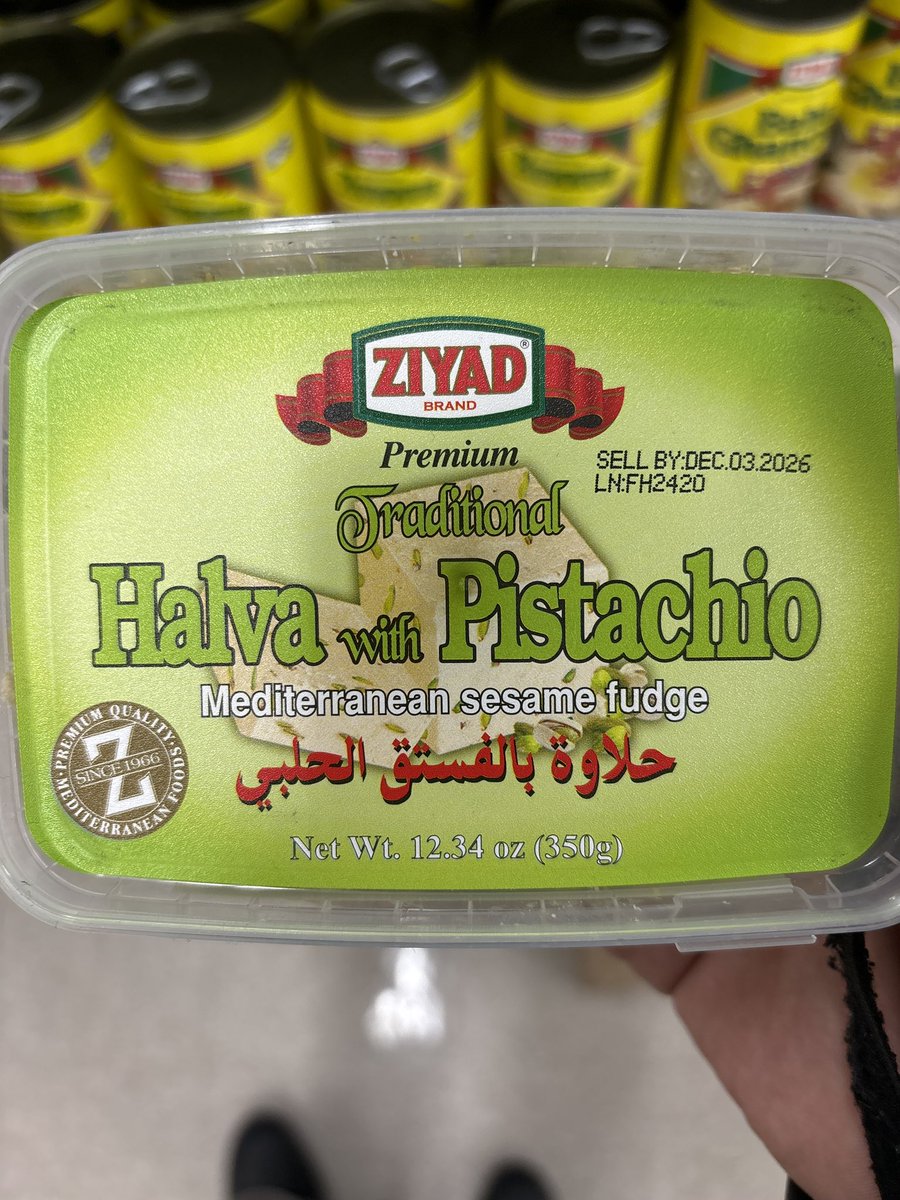 ZIYAD®
BRAND
Premium
SELL BY:DEC.03.2026
LN:FH2420
Traditional
Halva with Pistachio
Mediterranean sesame fudge
حلاوة بالفستق الحلبي
PREMIUM QUALITY
Z
SINCE 1966
MEDITERRANEAN FOODS
Net Wt. 12.34 oz (350g)